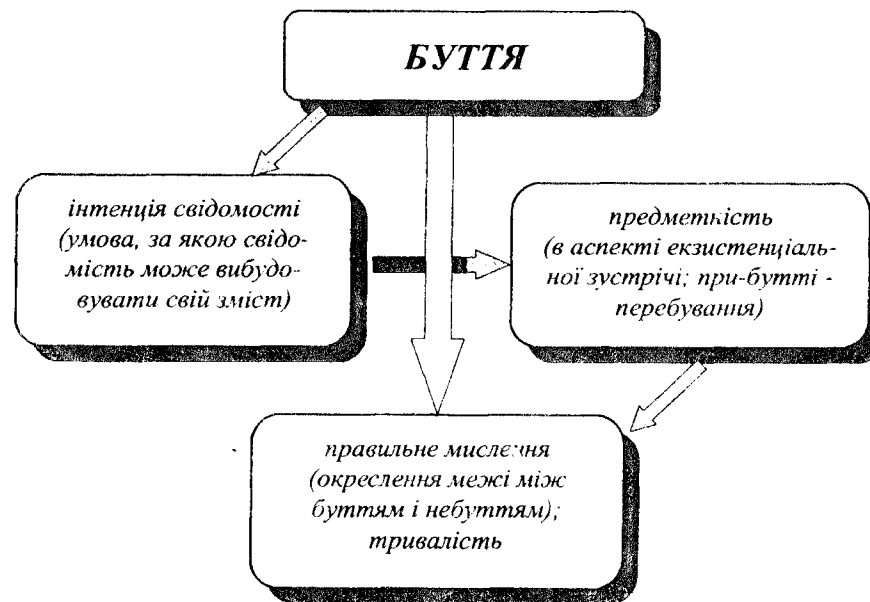 БУТТЯ
інтенція свідомості
(умова, за якою свідо-
мість може вибудо-
вувати свій зміст)
предметність
(в аспекті екзистенціаль-
ної зустрічі; при-бутті -
перебування)
правильне мислення
(окреслення межі між
буттям і небуттям);
тривалість